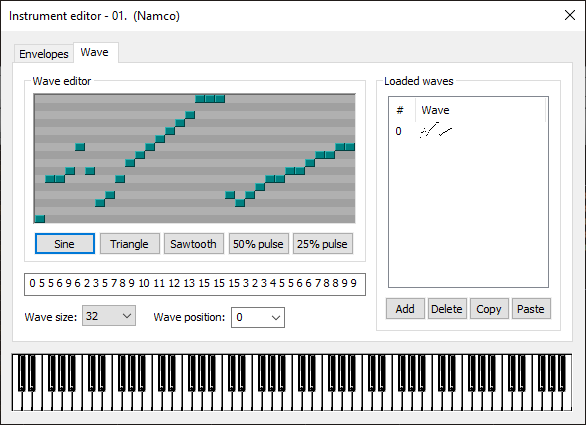 Instrument editor - 01. (Namco)
Envelopes Wave
Wave editor
Sine Triangle Sawtooth 50% pulse 25% pulse
0 5 5 6 9 6 2 3 5 7 8 9 10 11 12 13 15 15 15 3 2 3 4 5 5 6 6 7 8 8 9 9
Wave size: 32 Wave position: 0
Loaded waves
# Wave
0
Add Delete Copy Paste